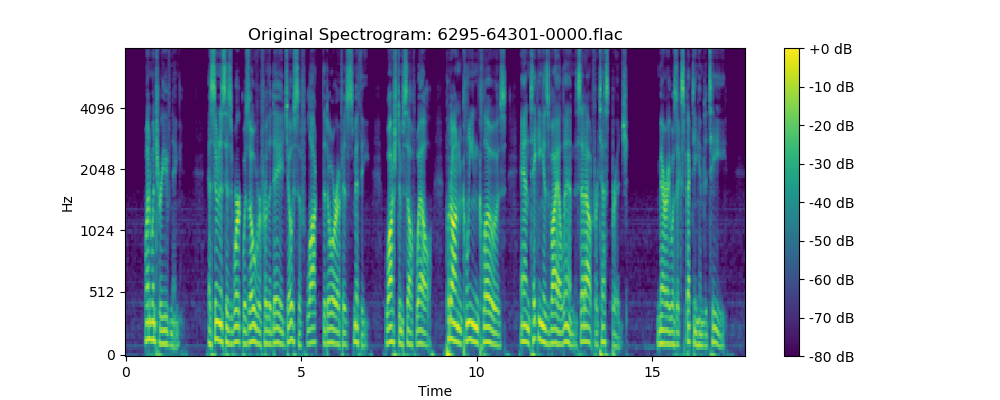 Original Spectrogram: 6295-64301-0000.flac
Hz
4096
2048
1024
512
0
0 5 10 15
Time
+0 dB
-10 dB
-20 dB
-30 dB
-40 dB
-50 dB
-60 dB
-70 dB
-80 dB